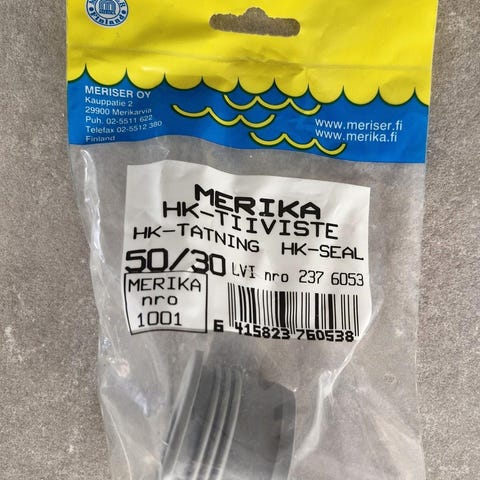 MERISER OY
Kauppatie 2
29900 Merikarvia
Puh. 02-5511 622
Telefax 02-5512 380
Finland
www.meriser.fi
www.merika.fi
MERIKA
HK-TIIVISTE
HK-TÄTNING HK-SEAL
50/30 LVI nro 237 6053
MERIKA
nro
1001
6 415823 760538